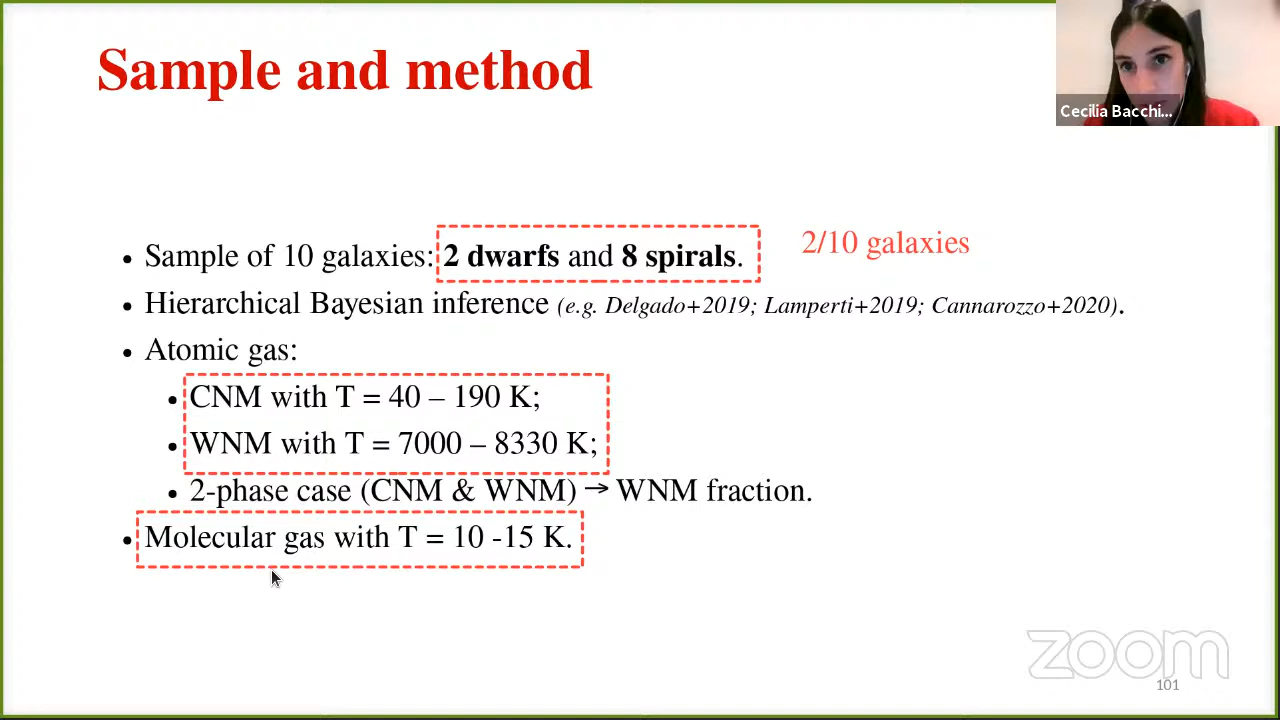 Sample and method
Cecilia Bacchi...
Sample of 10 galaxies: 2 dwarfs and 8 spirals.
2/10 galaxies
Hierarchical Bayesian inference (e.g. Delgado+2019; Lamperti+2019; Cannarozzo+2020).
Atomic gas:
CNM with T = 40 – 190 K;
WNM with T = 7000 – 8330 K;
2-phase case (CNM & WNM) → WNM fraction.
Molecular gas with T = 10 -15 K.
zoom
101